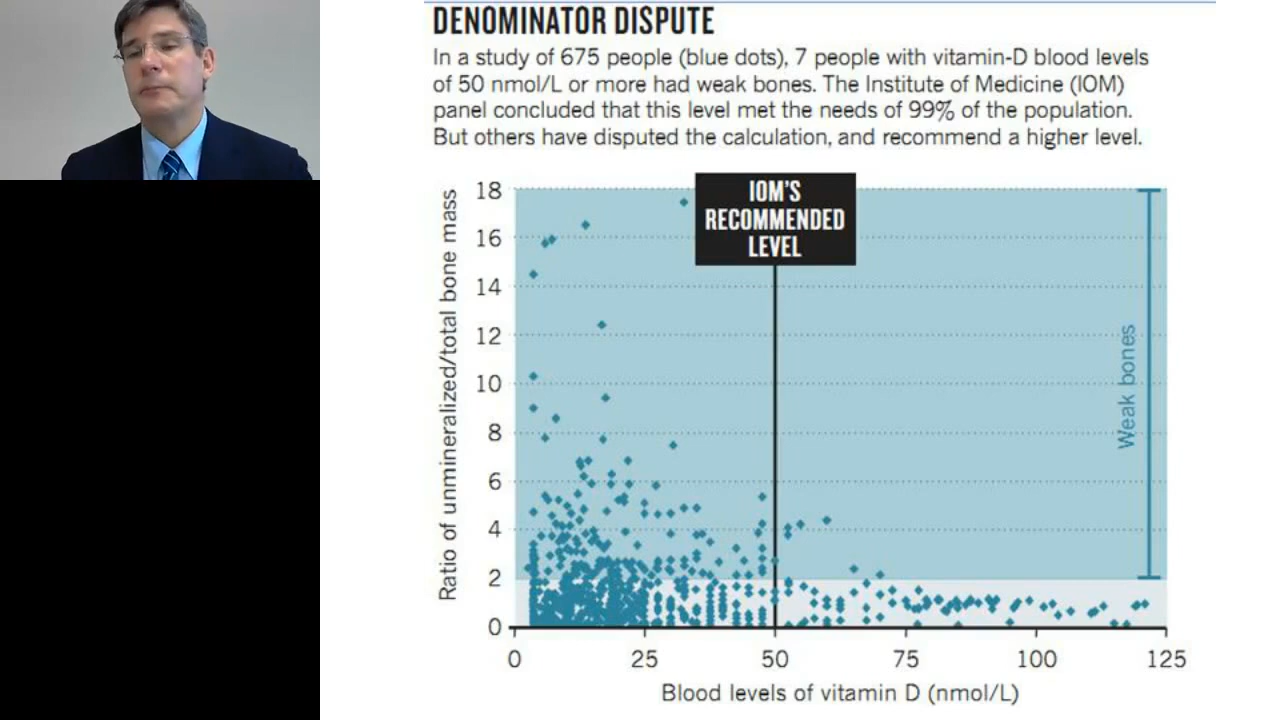 DENOMINATOR DISPUTE
In a study of 675 people (blue dots), 7 people with vitamin-D blood levels
of 50 nmol/L or more had weak bones. The Institute of Medicine (IOM)
panel concluded that this level met the needs of 99% of the population.
But others have disputed the calculation, and recommend a higher level.
IOM'S
RECOMMENDED
LEVEL
Ratio of unmineralized/total bone mass
18
16
14
12
10
8
6
4
2
0
Weak bones
0 25 50 75 100 125
Blood levels of vitamin D (nmol/L)